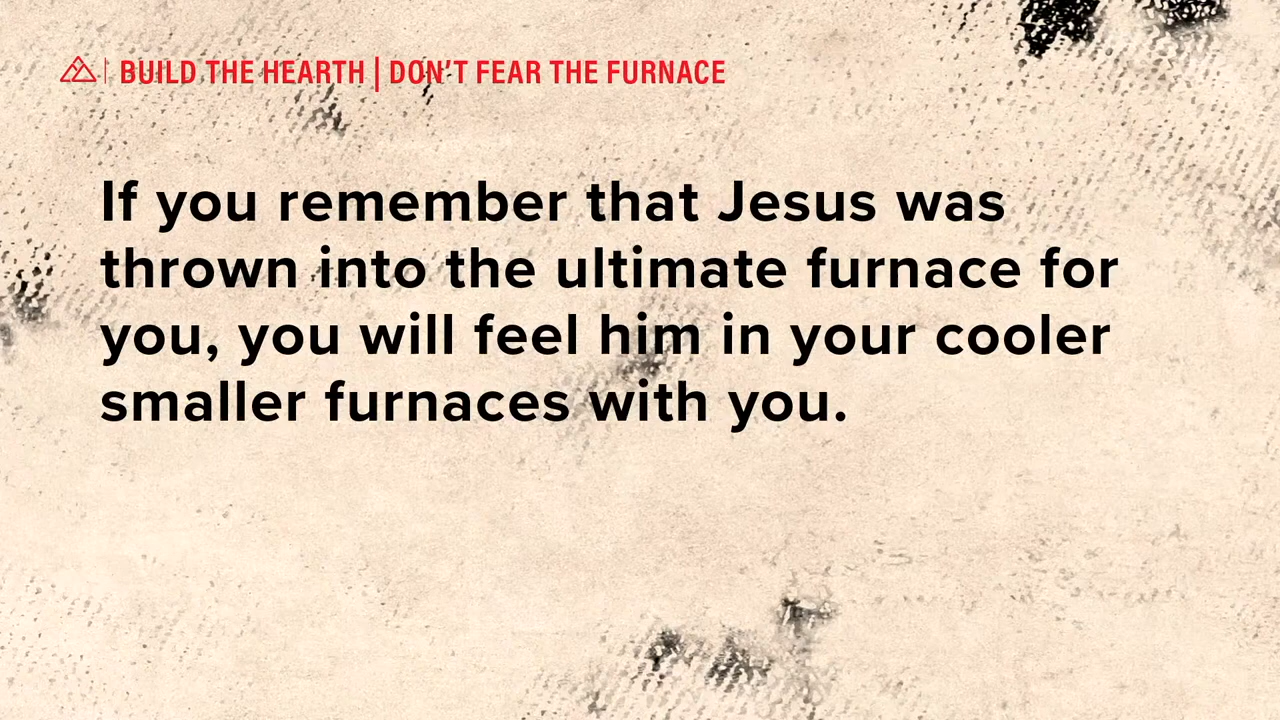 BUILD THE HEARTH | DON'T FEAR THE FURNACE
If you remember that Jesus was
thrown into the ultimate furnace for
you, you will feel him in your cooler
smaller furnaces with you.